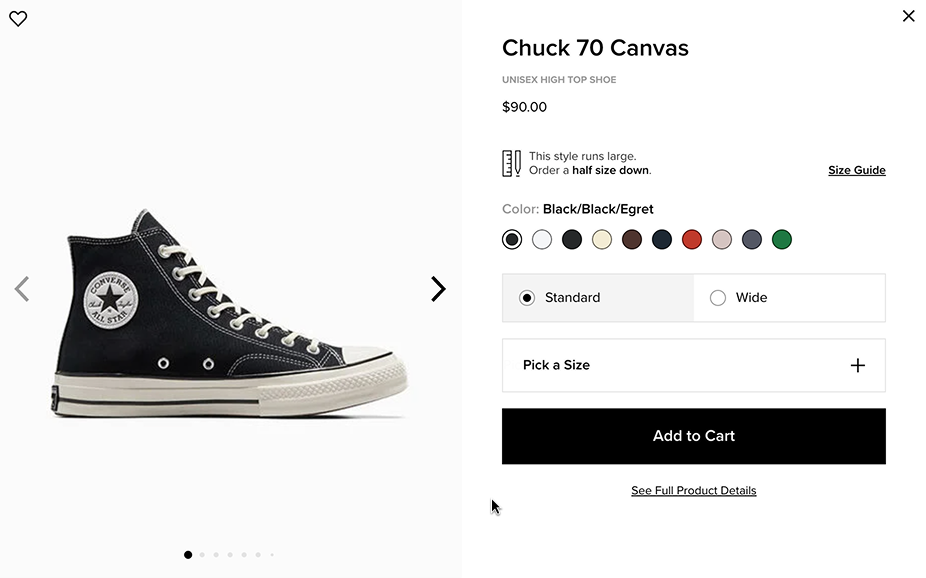 Chuck 70 Canvas
UNISEX HIGH TOP SHOE
$90.00
This style runs large.
Order a half size down.
Size Guide
Color: Black/Black/Egret
Standard
Wide
Pick a Size
Add to Cart
See Full Product Details
CONVERSE
ALL STAR